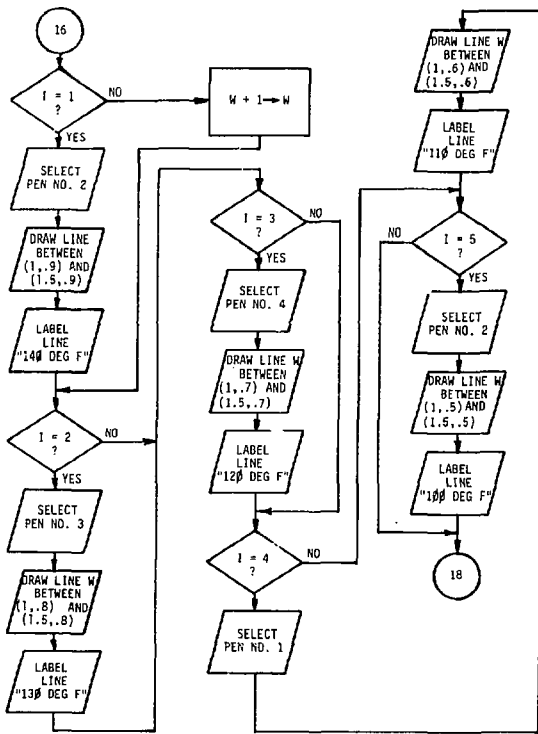 16
I = 1
?
NO
YES
W + 1 → W
SELECT
PEN NO. 2
DRAW LINE
BETWEEN
(1,.9) AND
(1.5,.9)
LABEL
LINE
"14∅ DEG F"
I = 2
?
NO
YES
SELECT
PEN NO. 3
DRAW LINE W
BETWEEN
(1,.8) AND
(1.5,.8)
LABEL
LINE
"13∅ DEG F"
I = 3
?
NO
YES
SELECT
PEN NO. 4
DRAW LINE W
BETWEEN
(1,.7) AND
(1.5,.7)
LABEL
LINE
"12∅ DEG F"
I = 4
?
NO
YES
SELECT
PEN NO. 1
DRAW LINE W
BETWEEN
(1,.6) AND
(1.5,.6)
LABEL
LINE
"11∅ DEG F"
NO
I = 5
?
YES
SELECT
PEN NO. 2
DRAW LINE W
BETWEEN
(1,.5) AND
(1.5,.5)
LABEL
LINE
"1∅∅ DEG F"
18